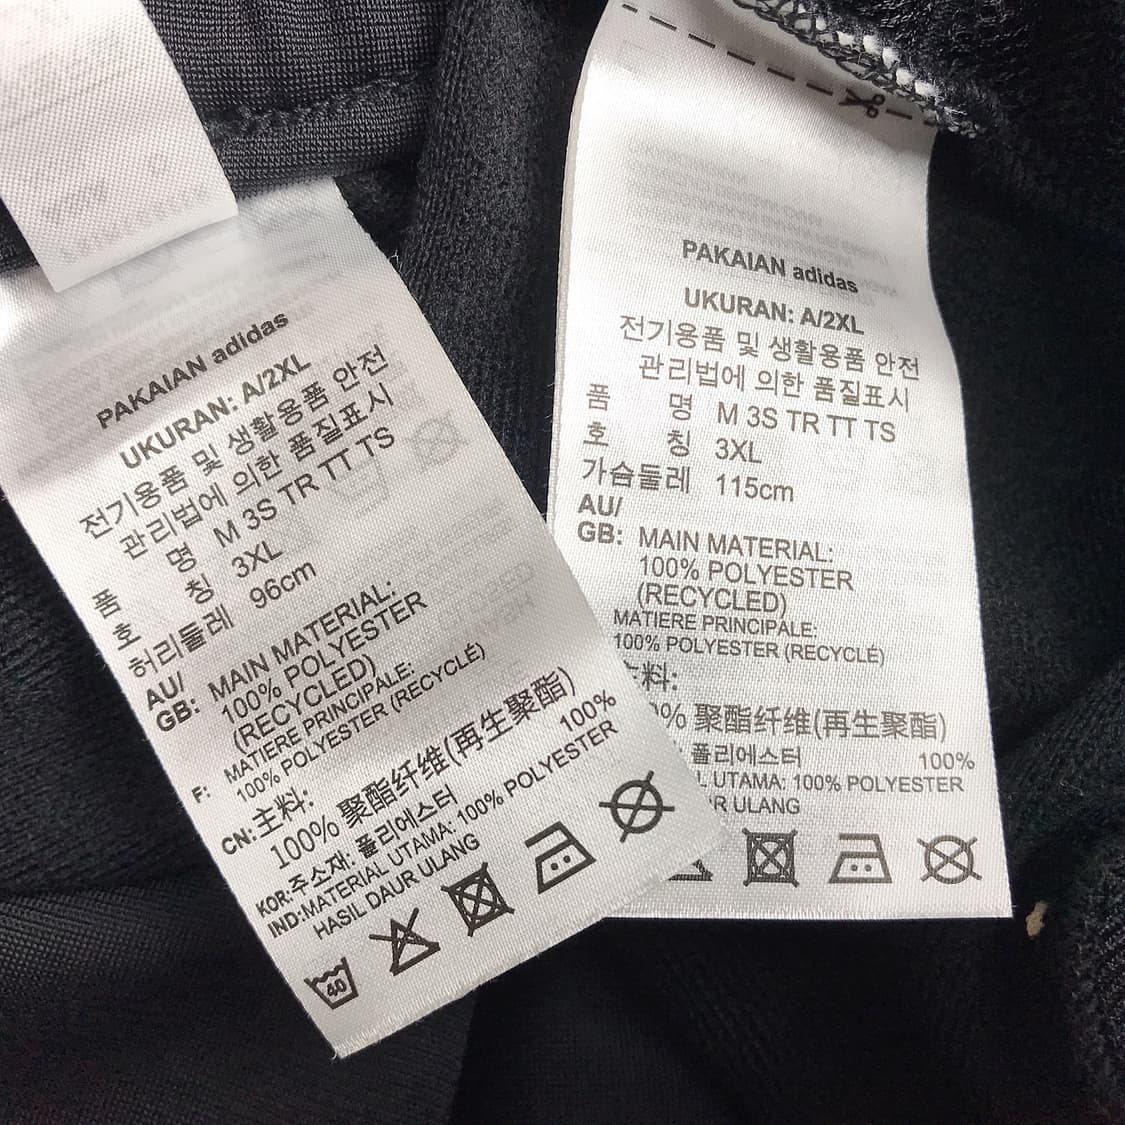 PAKAIAN adidas
UKURAN: A/2XL
전기용품 및 생활용품 안전
관리법에 의한 품질표시
품 명 M 3S TR TT TS
호 칭 3XL
허리둘레 96cm
AU/
GB: MAIN MATERIAL:
100% POLYESTER
(RECYCLED)
MATIERE PRINCIPALE:
F: 100% POLYESTER (RECYCLÉ)
CN: 主料:
100% 聚酯纤维(再生聚酯)
KOR: 주소재: 폴리에스터 100%
IND: MATERIAL UTAMA: 100% POLYESTER
HASIL DAUR ULANG
40
PAKAIAN adidas
UKURAN: A/2XL
전기용품 및 생활용품 안전
관리법에 의한 품질표시
품 명 M 3S TR TT TS
호 칭 3XL
가슴둘레 115cm
AU/
GB: MAIN MATERIAL:
100% POLYESTER
(RECYCLED)
MATIERE PRINCIPALE:
100% POLYESTER (RECYCLÉ)
主料:
0% 聚酯纤维(再生聚酯)
폴리에스터 100%
L UTAMA: 100% POLYESTER
UR ULANG